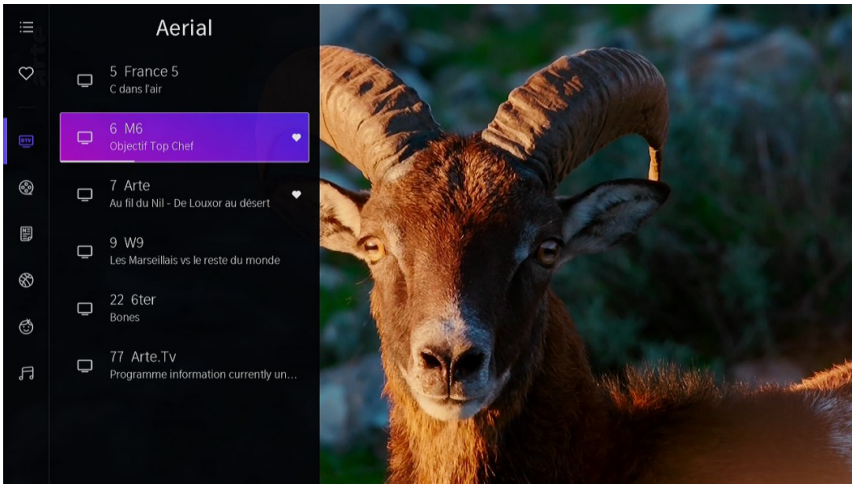 Aerial
5 France 5
C dans l'air
6 M6
Objectif Top Chef
7 Arte
Au fil du Nil - De Louxor au désert
9 W9
Les Marseillais vs le reste du monde
22 6ter
Bones
77 Arte.Tv
Programme information currently un...